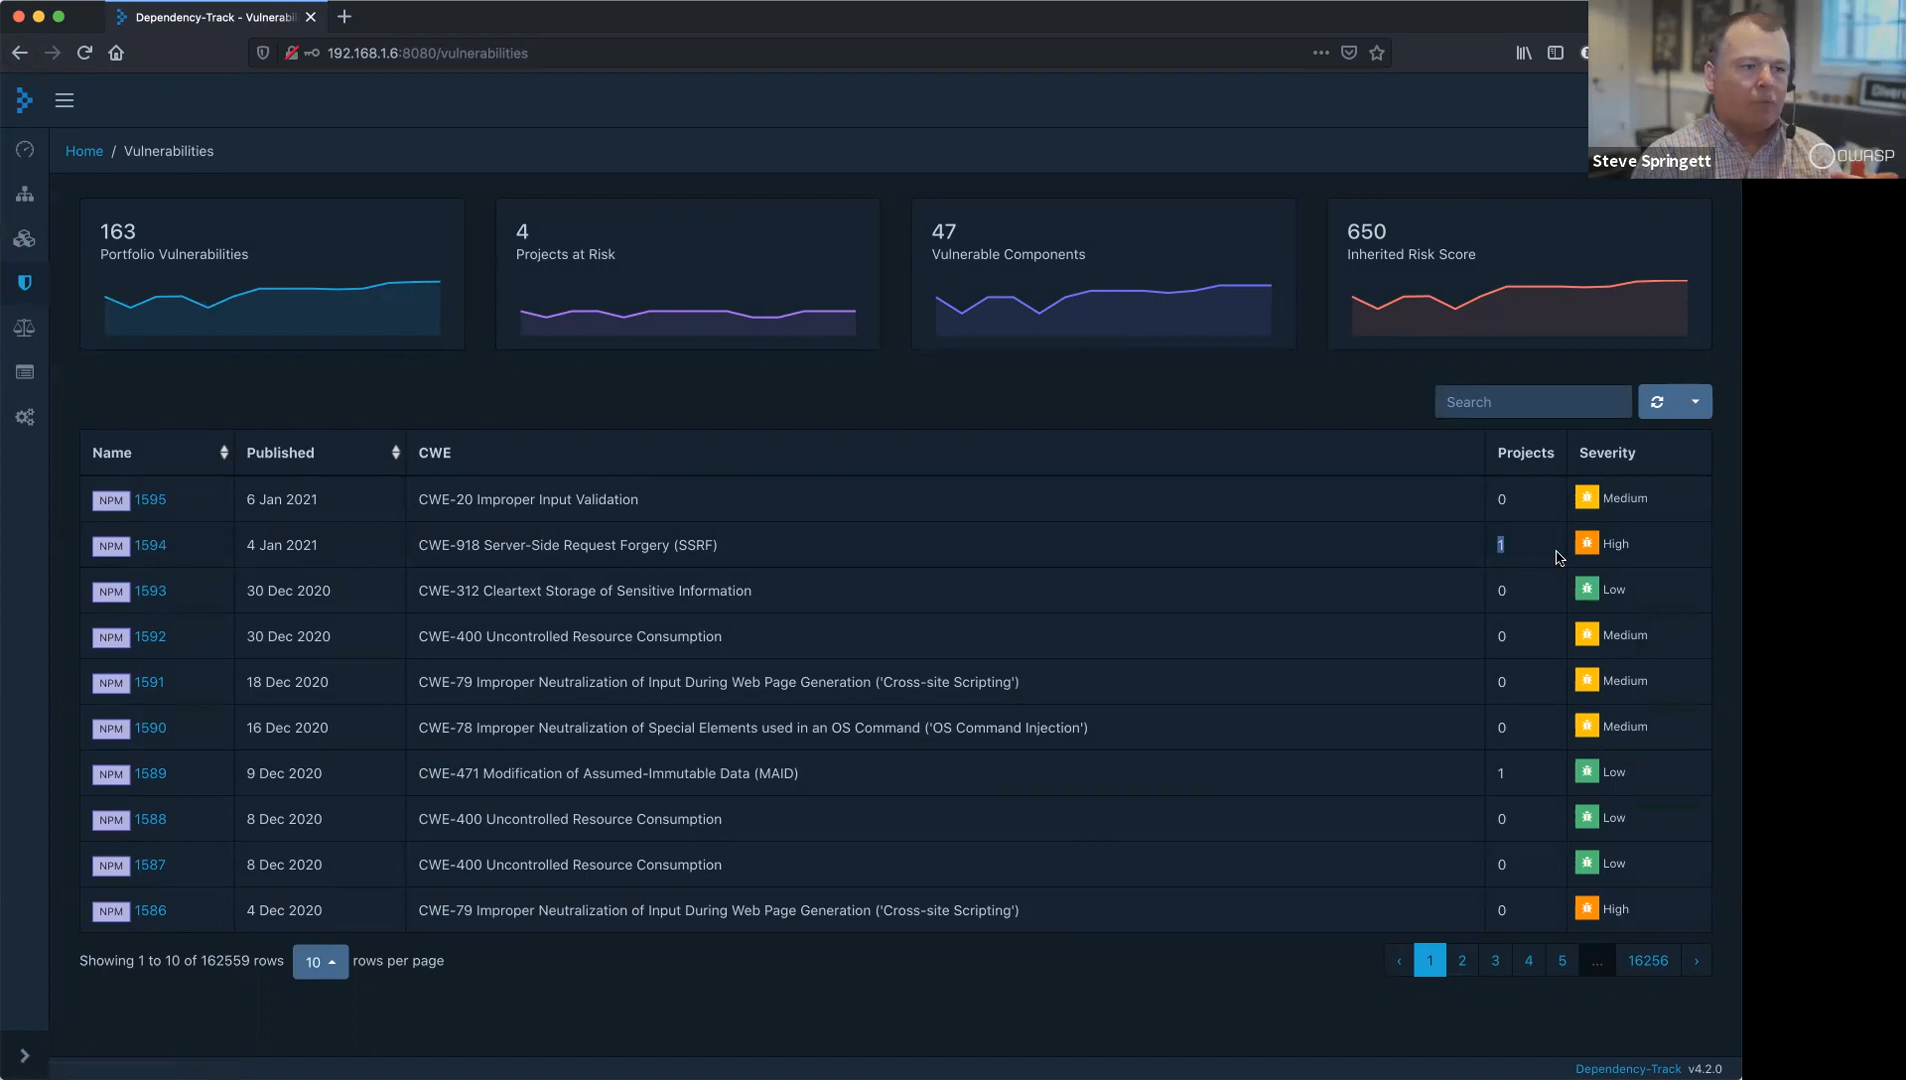 Dependency-Track - Vulnerabili
192.168.1.6:8080/vulnerabilities
Diver
Steve Springett
OWASP
Home / Vulnerabilities
163
Portfolio Vulnerabilities
4
Projects at Risk
47
Vulnerable Components
650
Inherited Risk Score
Search
Name Published CWE Projects Severity
NPM 1595 6 Jan 2021 CWE-20 Improper Input Validation 0 Medium
NPM 1594 4 Jan 2021 CWE-918 Server-Side Request Forgery (SSRF) 1 High
NPM 1593 30 Dec 2020 CWE-312 Cleartext Storage of Sensitive Information 0 Low
NPM 1592 30 Dec 2020 CWE-400 Uncontrolled Resource Consumption 0 Medium
NPM 1591 18 Dec 2020 CWE-79 Improper Neutralization of Input During Web Page Generation ('Cross-site Scripting') 0 Medium
NPM 1590 16 Dec 2020 CWE-78 Improper Neutralization of Special Elements used in an OS Command ('OS Command Injection') 0 Medium
NPM 1589 9 Dec 2020 CWE-471 Modification of Assumed-Immutable Data (MAID) 1 Low
NPM 1588 8 Dec 2020 CWE-400 Uncontrolled Resource Consumption 0 Low
NPM 1587 8 Dec 2020 CWE-400 Uncontrolled Resource Consumption 0 Low
NPM 1586 4 Dec 2020 CWE-79 Improper Neutralization of Input During Web Page Generation ('Cross-site Scripting') 0 High
Showing 1 to 10 of 162559 rows 10 rows per page ‹ 1 2 3 4 5 ... 16256 ›
Dependency-Track v4.2.0